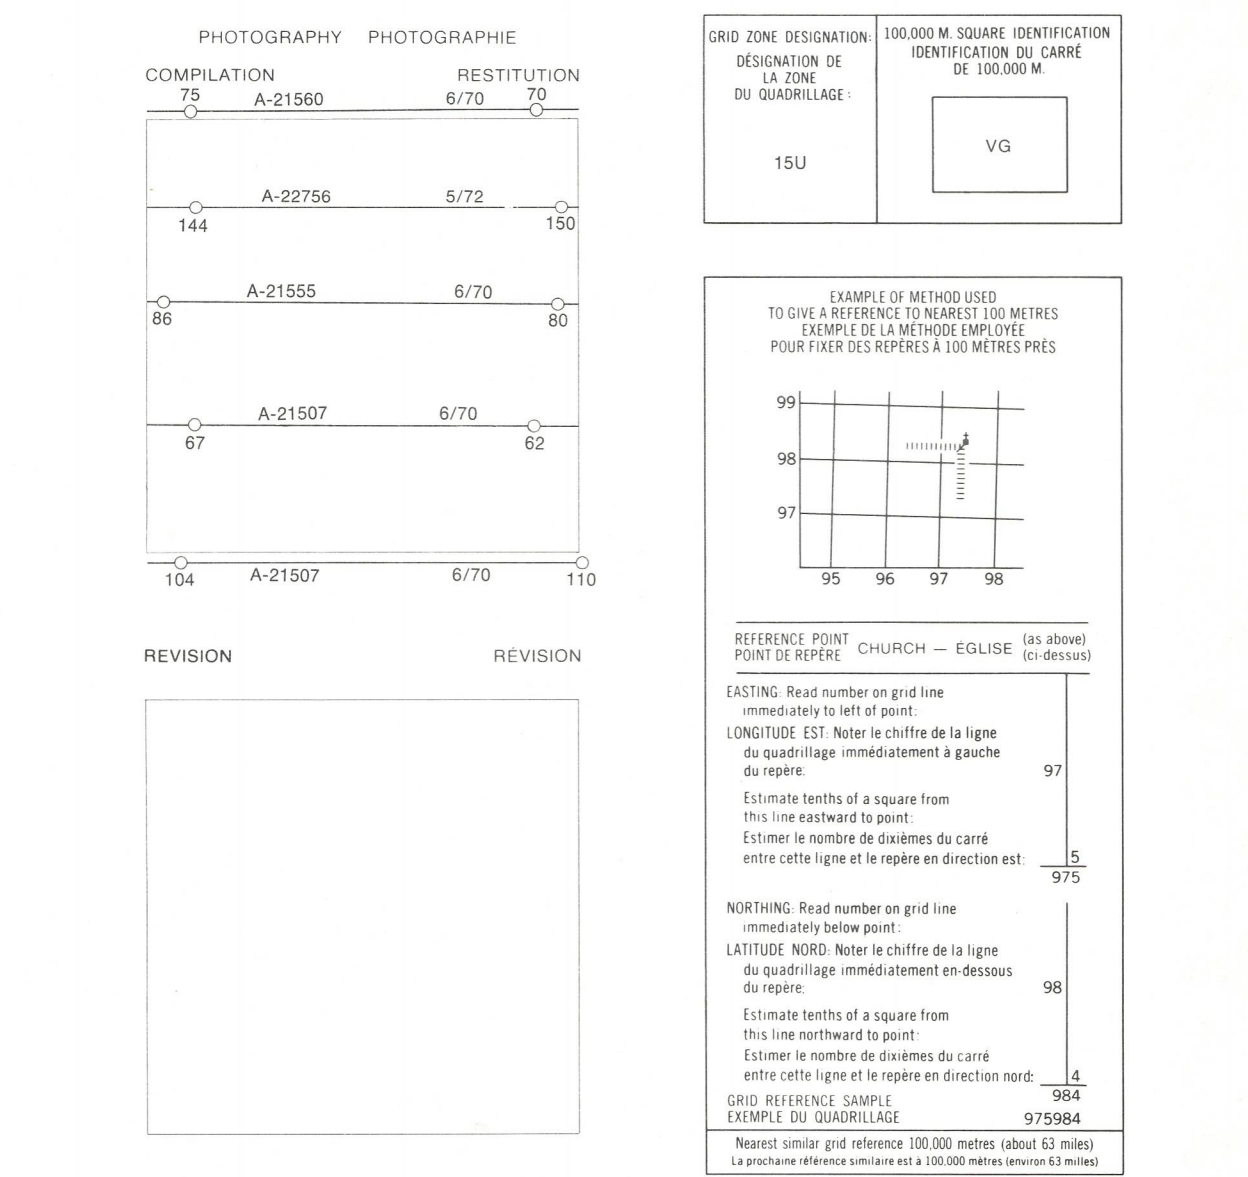 PHOTOGRAPHY PHOTOGRAPHIE
COMPILATION RESTITUTION
75 A-21560 6/70 70
A-22756 5/72
144 150
A-21555 6/70
86 80
A-21507 6/70
67 62
104 A-21507 6/70 110
REVISION RÉVISION
GRID ZONE DESIGNATION:
DÉSIGNATION DE
LA ZONE
DU QUADRILLAGE:
15U
100,000 M. SQUARE IDENTIFICATION
IDENTIFICATION DU CARRÉ
DE 100,000 M.
VG
EXAMPLE OF METHOD USED
TO GIVE A REFERENCE TO NEAREST 100 METRES
EXEMPLE DE LA MÉTHODE EMPLOYÉE
POUR FIXER DES REPÈRES À 100 MÈTRES PRÈS
99
98
97
95 96 97 98
REFERENCE POINT
POINT DE REPÈRE
CHURCH — ÉGLISE
(as above)
(ci-dessus)
EASTING: Read number on grid line
immediately to left of point:
LONGITUDE EST: Noter le chiffre de la ligne
du quadrillage immédiatement à gauche
du repère: 97
Estimate tenths of a square from
this line eastward to point:
Estimer le nombre de dixièmes du carré
entre cette ligne et le repère en direction est: 5
975
NORTHING: Read number on grid line
immediately below point:
LATITUDE NORD: Noter le chiffre de la ligne
du quadrillage immédiatement en-dessous
du repère: 98
Estimate tenths of a square from
this line northward to point:
Estimer le nombre de dixièmes du carré
entre cette ligne et le repère en direction nord: 4
984
GRID REFERENCE SAMPLE
EXEMPLE DU QUADRILLAGE 975984
Nearest similar grid reference 100,000 metres (about 63 miles)
La prochaine référence similaire est à 100,000 mètres (environ 63 milles)